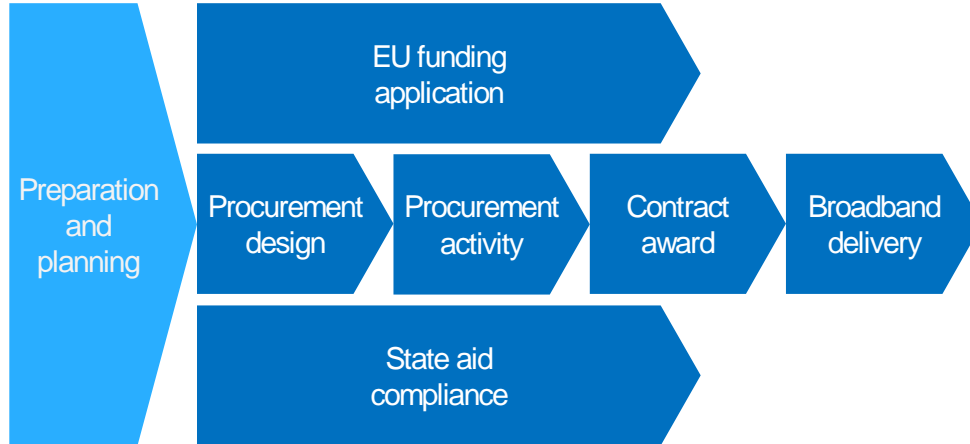 Preparation
and
planning
EU funding
application
Procurement
design
Procurement
activity
Contract
award
Broadband
delivery
State aid
compliance